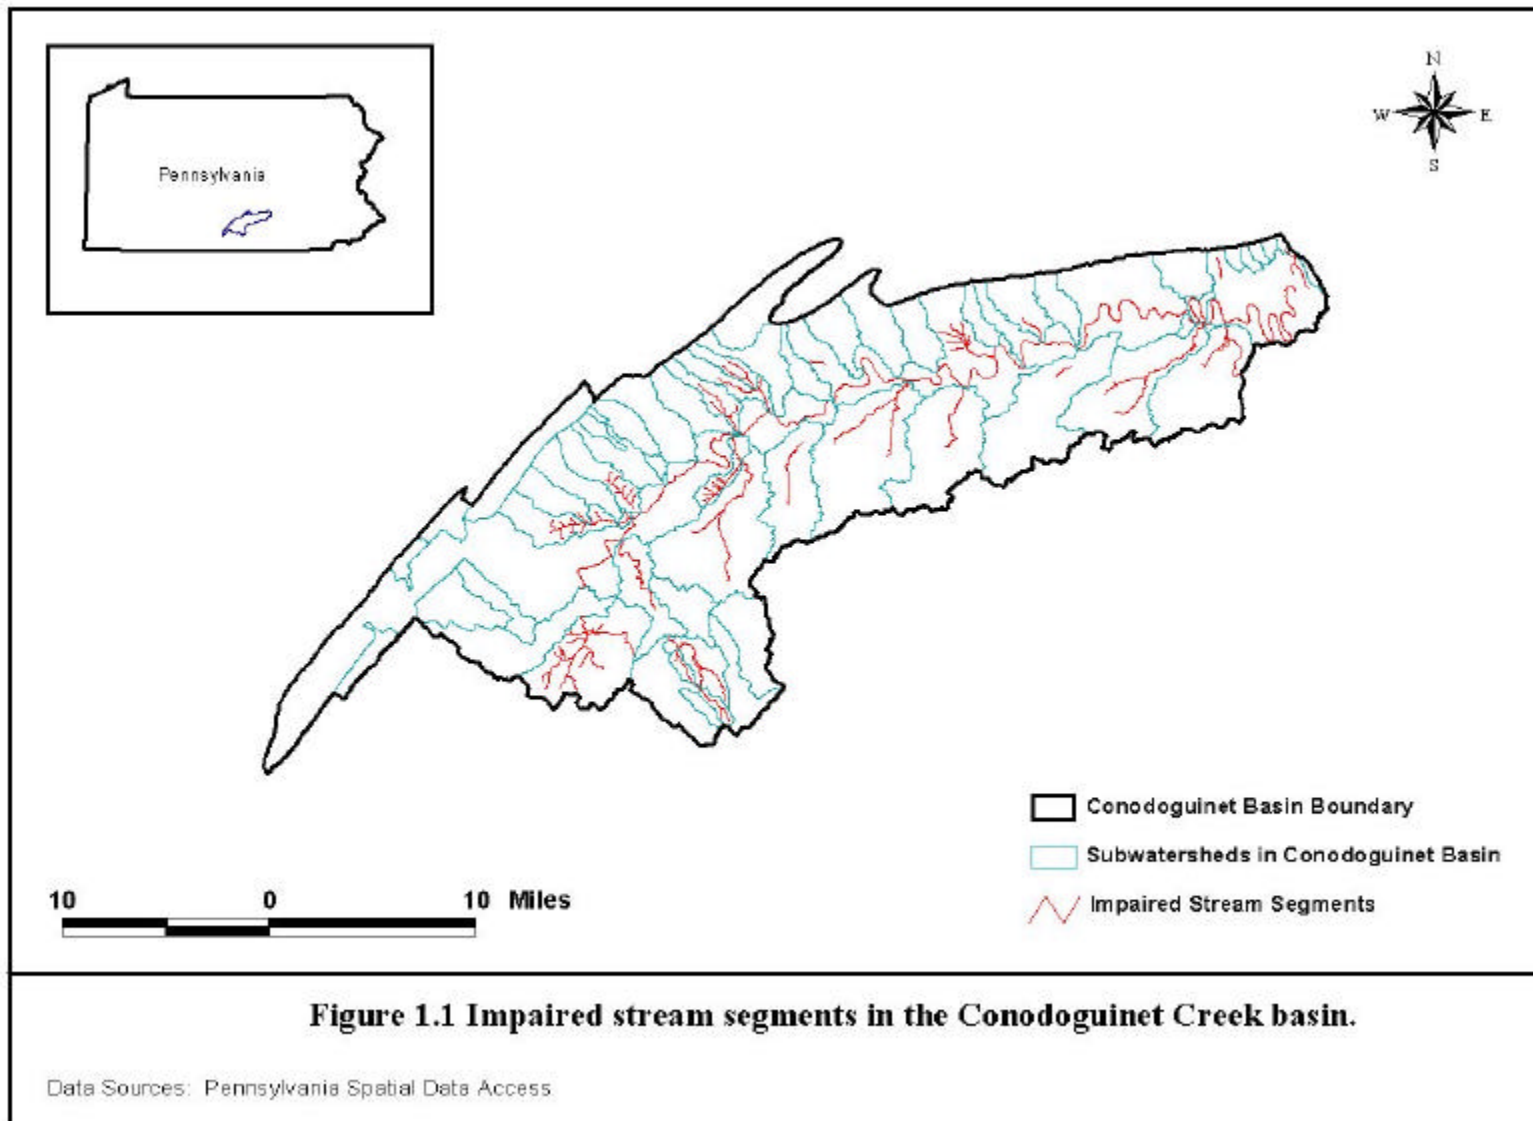 N
W E
S
Pennsylvania
Conodoguinet Basin Boundary
Subwatersheds in Conodoguinet Basin
Impaired Stream Segments
10 0 10 Miles
Figure 1.1 Impaired stream segments in the Conodoguinet Creek basin.
Data Sources: Pennsylvania Spatial Data Access